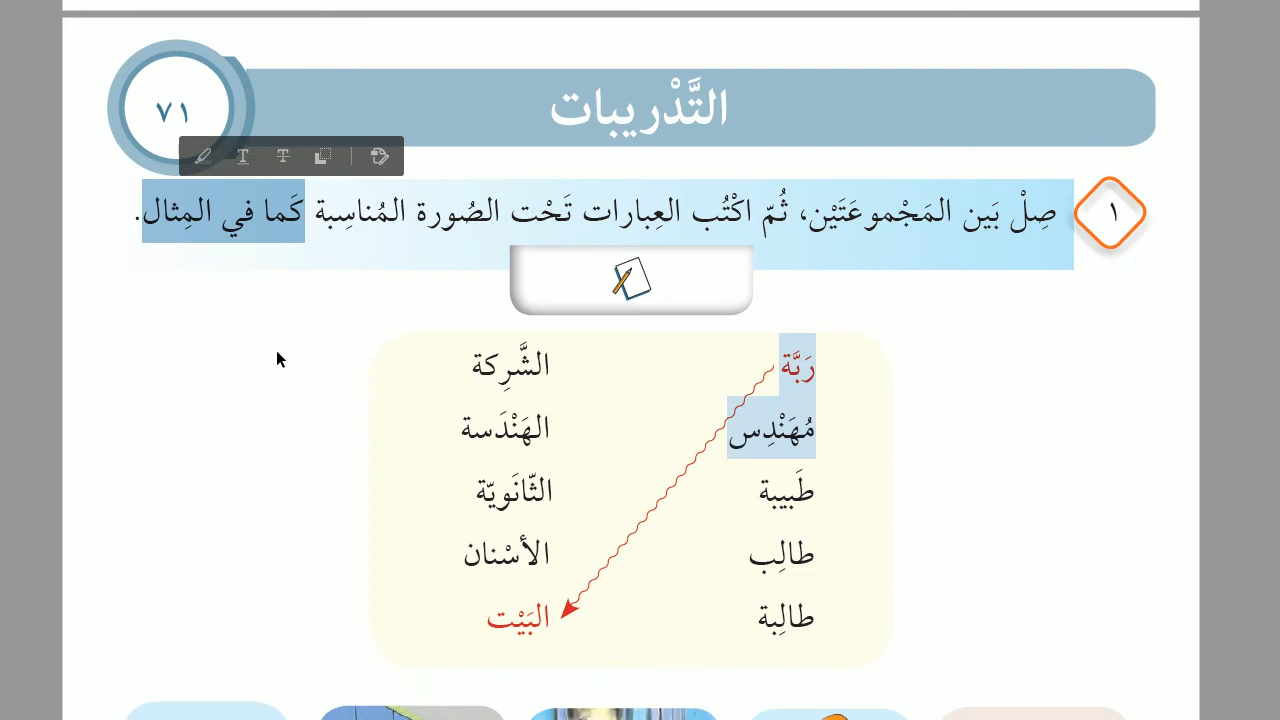 التَّدْريبات
٧١
١ صِلْ بَين المَجْموعَتَيْن، ثُمّ اكْتُب العِبارات تَحْت الصُورة المُناسِبة كَما في المِثال.
رَبَّة الشَّرِكة
مُهَنْدِس الهَنْدَسة
طَبيبة الثّانَويّة
طالِب الأسْنان
طالِبة البَيْت